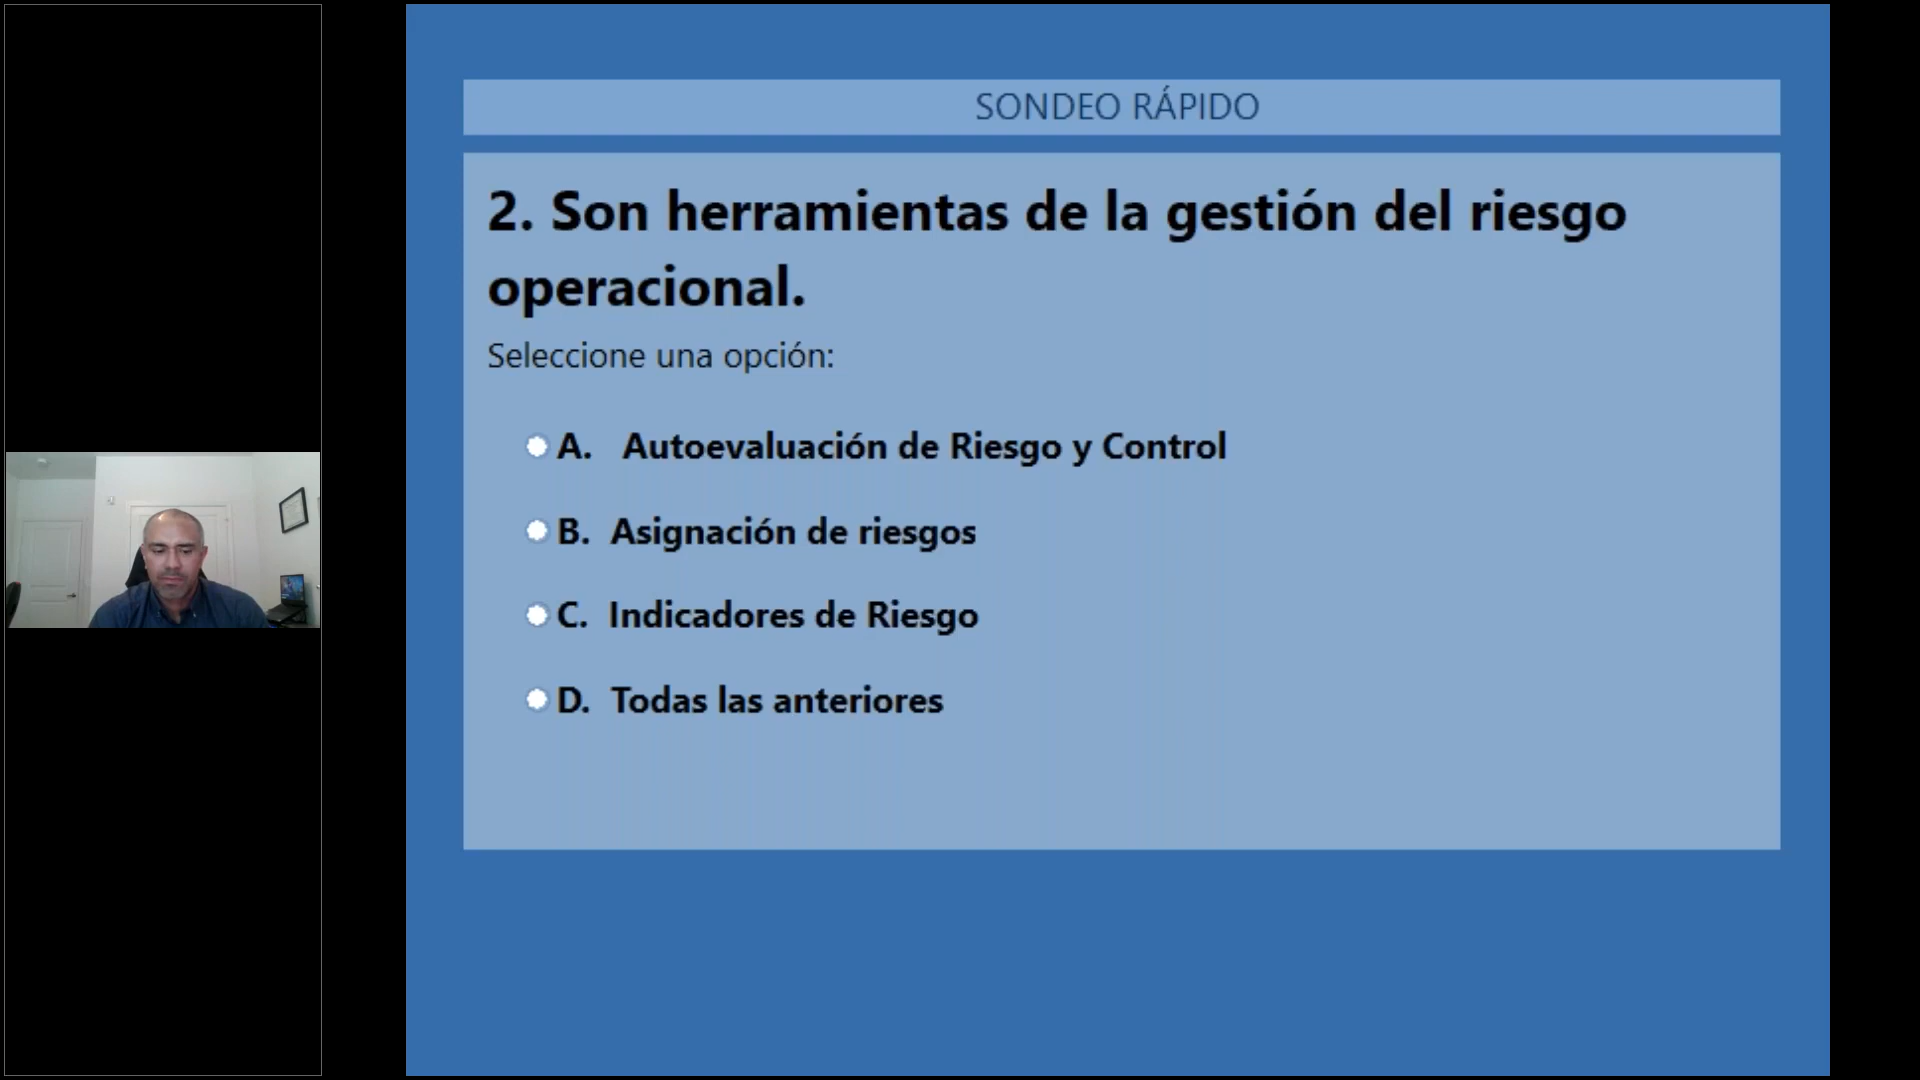 SONDEO RÁPIDO
2. Son herramientas de la gestión del riesgo
operacional.
Seleccione una opción:
A. Autoevaluación de Riesgo y Control
B. Asignación de riesgos
C. Indicadores de Riesgo
D. Todas las anteriores